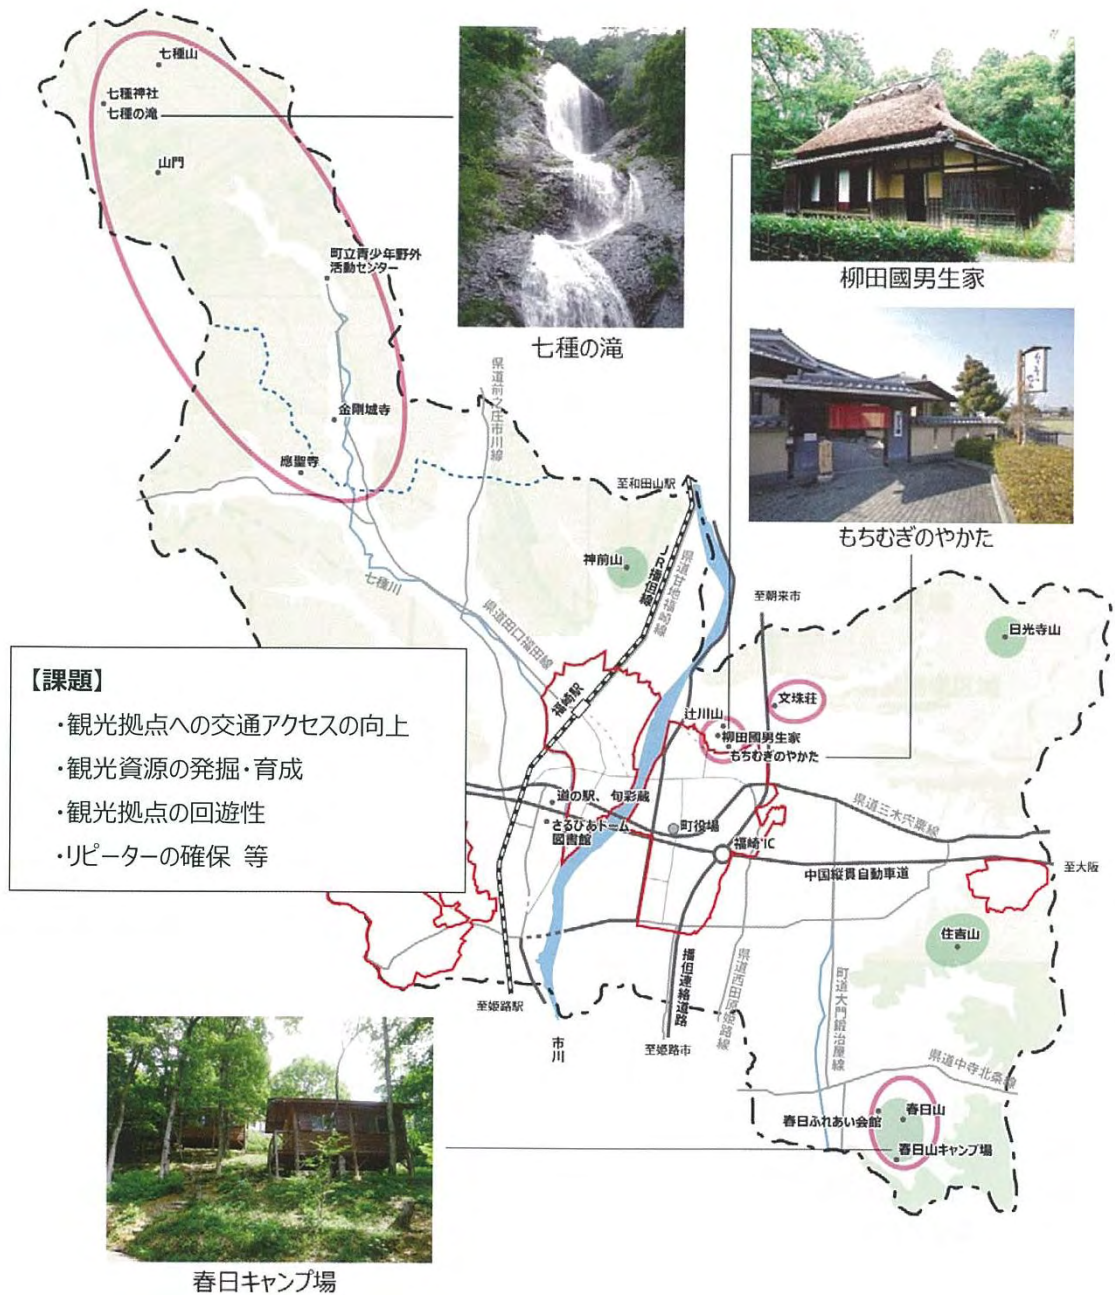 七種山
七種神社
七種の滝
山門
町立青少年野外
活動センター
金剛城寺
應聖寺
七種の滝
柳田國男生家
もちむぎのやかた
県道前之庄市川線
至和田山駅
神前山
JR播但線
県道甘地福崎線
七種川
県道田口福田線
至朝来市
日光寺山
文珠荘
辻川山
柳田國男生家
もちむぎのやかた
福崎駅
【課題】
・観光拠点への交通アクセスの向上
・観光資源の発掘・育成
・観光拠点の回遊性
・リピーターの確保 等
道の駅、旬彩蔵
さるびあドーム
図書館
町役場
福崎IC
県道三木宍粟線
中国縦貫自動車道
至大阪
住吉山
至姫路駅
市川
播但連絡道路
至姫路市
県道西田原姫路線
町道大門鍛冶屋線
県道中寺北条線
春日ふれあい会館
春日山
春日山キャンプ場
春日キャンプ場